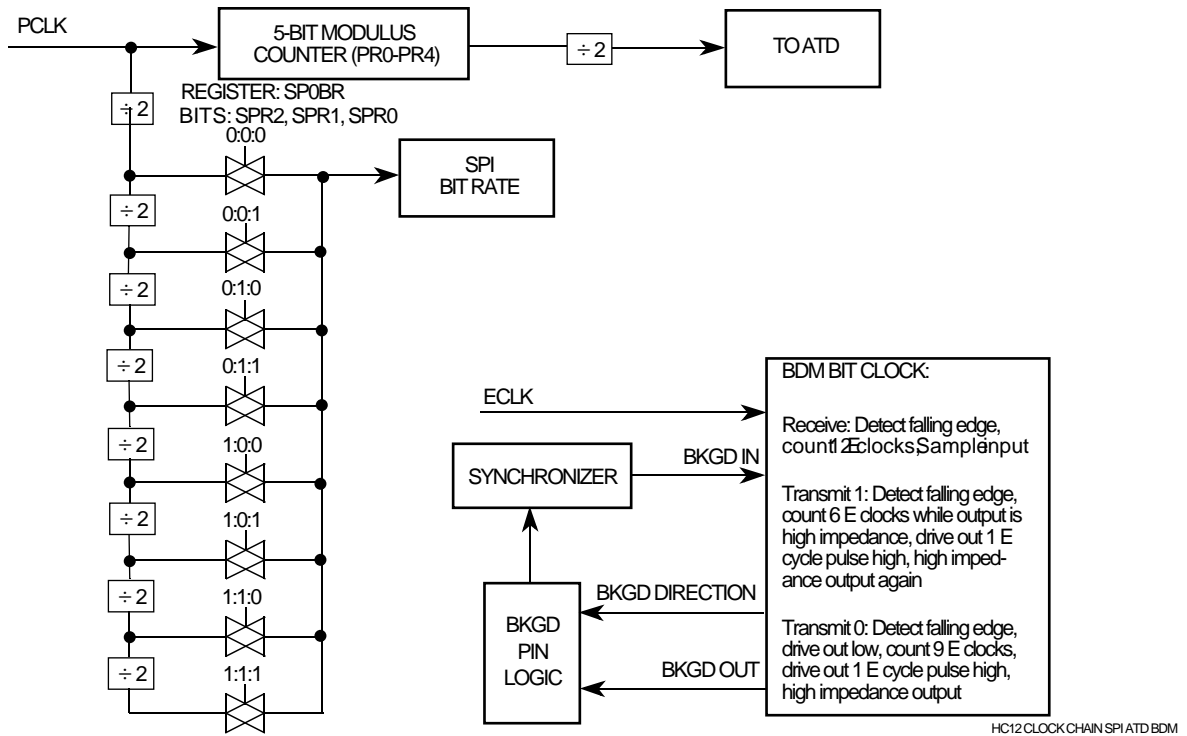 PCLK
5-BIT MODULUS
COUNTER (PR0-PR4)
÷ 2
TO ATD
REGISTER: SP0BR
BITS: SPR2, SPR1, SPR0
÷ 2
0:0:0
SPI
BIT RATE
÷ 2
0:0:1
÷ 2
0:1:0
÷ 2
0:1:1
÷ 2
1:0:0
÷ 2
1:0:1
÷ 2
1:1:0
÷ 2
1:1:1
ECLK
SYNCHRONIZER
BKGD IN
BKGD DIRECTION
BKGD
PIN
LOGIC
BKGD OUT
BDM BIT CLOCK:
Receive: Detect falling edge,
count 12 E clocks, Sample input
Transmit 1: Detect falling edge,
count 6 E clocks while output is
high impedance, drive out 1 E
cycle pulse high, high imped-
ance output again
Transmit 0: Detect falling edge,
drive out low, count 9 E clocks,
drive out 1 E cycle pulse high,
high impedance output
HC12 CLOCK CHAIN SPI ATD BDM